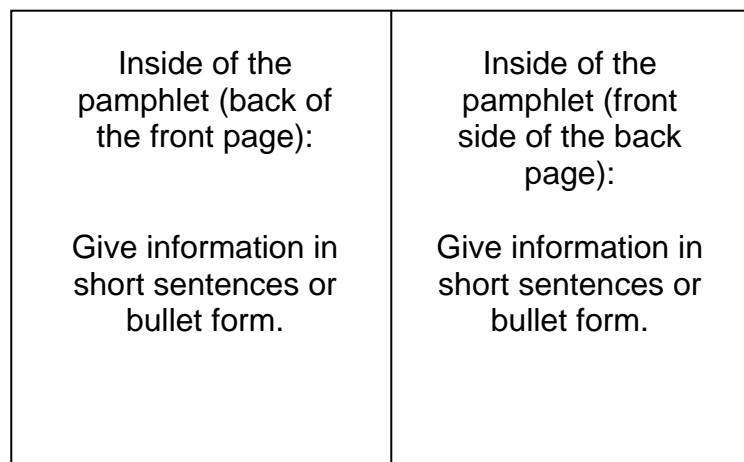 Inside of the
pamphlet (back of
the front page):
Give information in
short sentences or
bullet form.
Inside of the
pamphlet (front
side of the back
page):
Give information in
short sentences or
bullet form.